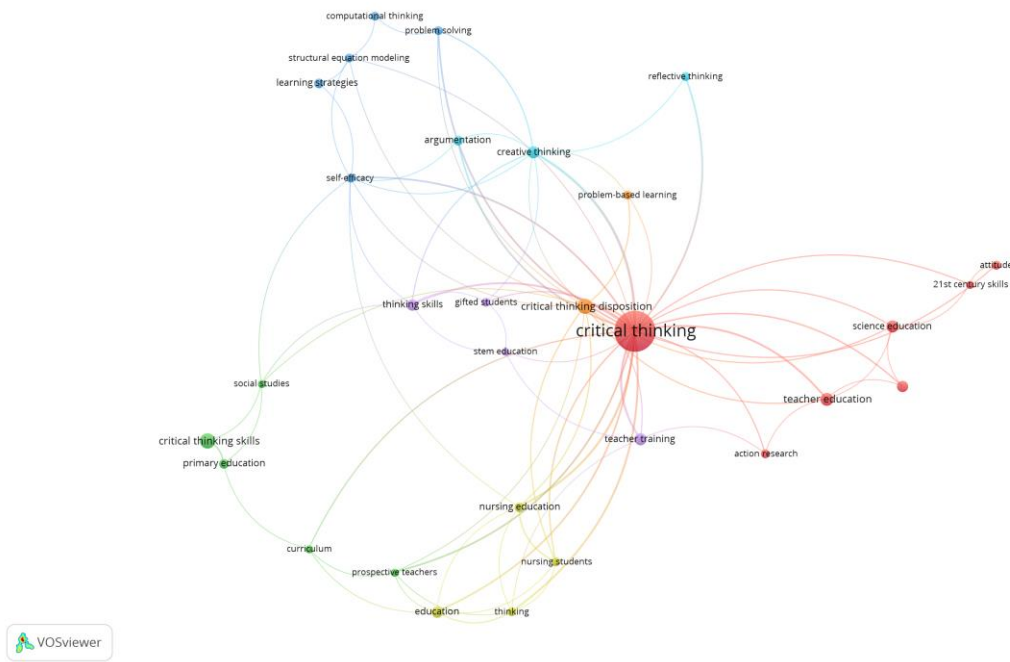 computational thinking
problem solving
structural equation modeling
learning strategies
reflective thinking
argumentation
creative thinking
self-efficacy
problem-based learning
attitude
21st century skills
thinking skills
gifted students
critical thinking disposition
critical thinking
science education
stem education
social studies
teacher education
critical thinking skills
teacher training
primary education
action research
nursing education
curriculum
nursing students
prospective teachers
education
thinking
VOSviewer